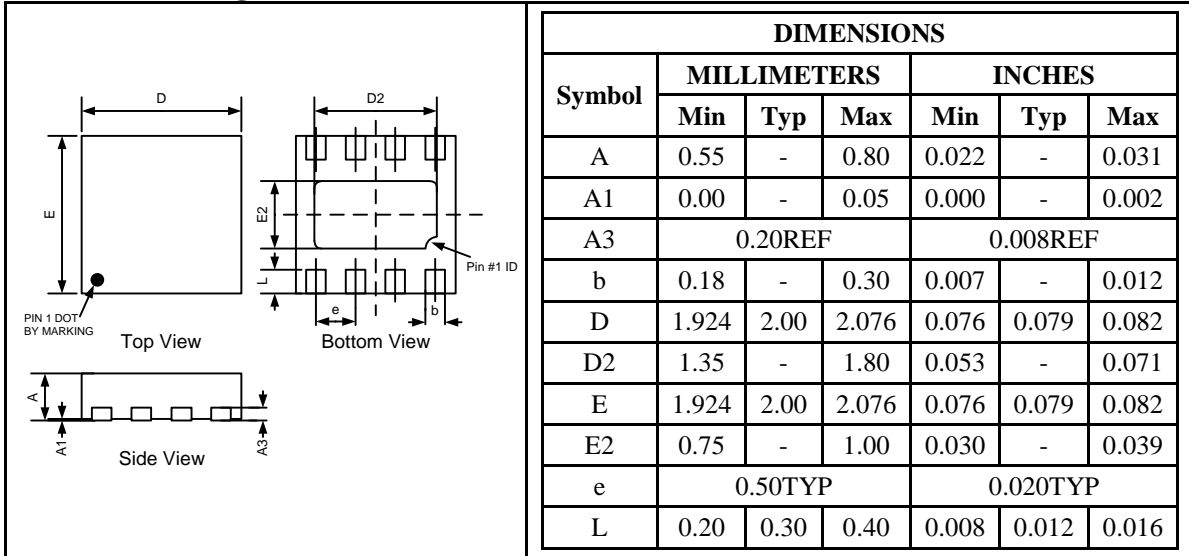 D
E
PIN 1 DOT
BY MARKING
Top View
D2
E2
L
e
b
Pin #1 ID
Bottom View
A
A1
A3
Side View
DIMENSIONS
Symbol MILLIMETERS INCHES
Min Typ Max Min Typ Max
A 0.55 - 0.80 0.022 - 0.031
A1 0.00 - 0.05 0.000 - 0.002
A3 0.20REF 0.008REF
b 0.18 - 0.30 0.007 - 0.012
D 1.924 2.00 2.076 0.076 0.079 0.082
D2 1.35 - 1.80 0.053 - 0.071
E 1.924 2.00 2.076 0.076 0.079 0.082
E2 0.75 - 1.00 0.030 - 0.039
e 0.50TYP 0.020TYP
L 0.20 0.30 0.40 0.008 0.012 0.016